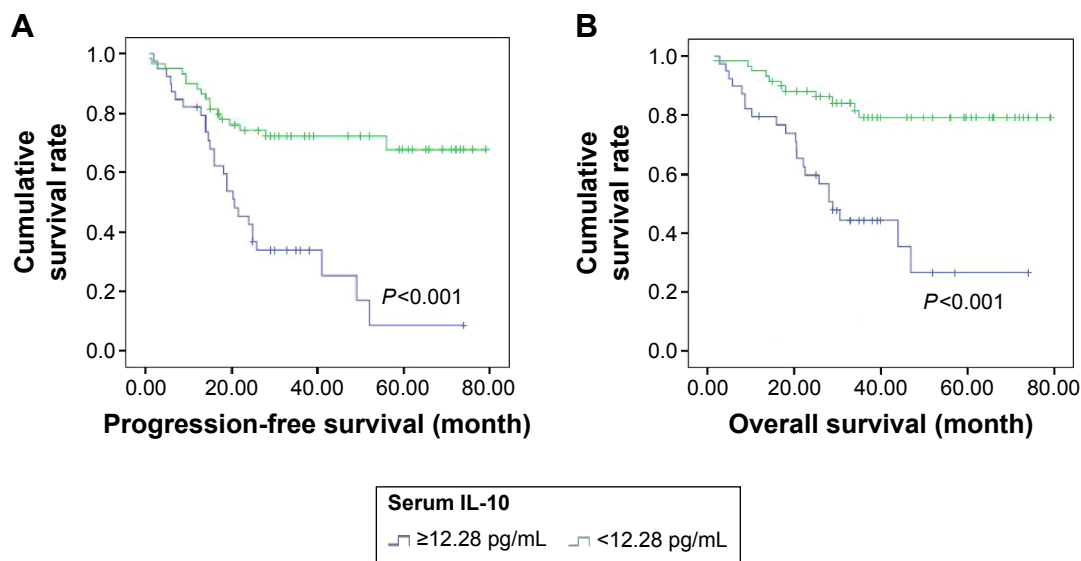 A
Cumulative
survival rate
1.0
0.8
0.6
0.4
0.2
0.0
P<0.001
0.00 20.00 40.00 60.00 80.00
Progression-free survival (month)
B
Cumulative
survival rate
1.0
0.8
0.6
0.4
0.2
0.0
P<0.001
0.00 20.00 40.00 60.00 80.00
Overall survival (month)
Serum IL-10
≥12.28 pg/mL <12.28 pg/mL